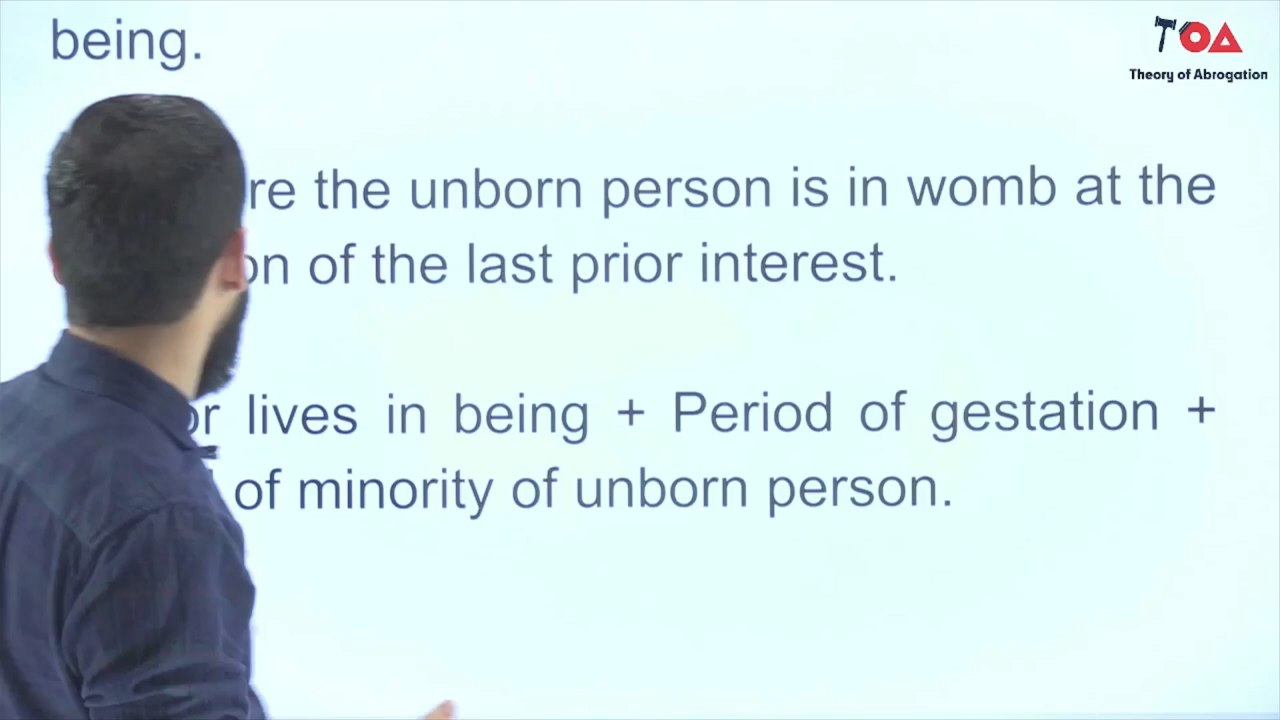 being.
TOA
Theory of Abrogation
re the unborn person is in womb at the
on of the last prior interest.
or lives in being + Period of gestation +
of minority of unborn person.